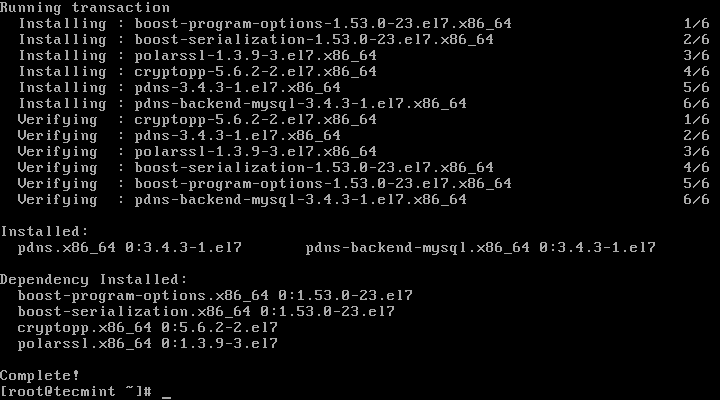 Running transaction
  Installing : boost-program-options-1.53.0-23.el7.x86_64 1/6
  Installing : boost-serialization-1.53.0-23.el7.x86_64 2/6
  Installing : polarssl-1.3.9-3.el7.x86_64 3/6
  Installing : cryptopp-5.6.2-2.el7.x86_64 4/6
  Installing : pdns-3.4.3-1.el7.x86_64 5/6
  Installing : pdns-backend-mysql-3.4.3-1.el7.x86_64 6/6
  Verifying  : cryptopp-5.6.2-2.el7.x86_64 1/6
  Verifying  : pdns-3.4.3-1.el7.x86_64 2/6
  Verifying  : polarssl-1.3.9-3.el7.x86_64 3/6
  Verifying  : boost-serialization-1.53.0-23.el7.x86_64 4/6
  Verifying  : boost-program-options-1.53.0-23.el7.x86_64 5/6
  Verifying  : pdns-backend-mysql-3.4.3-1.el7.x86_64 6/6
Installed:
  pdns.x86_64 0:3.4.3-1.el7 pdns-backend-mysql.x86_64 0:3.4.3-1.el7
Dependency Installed:
  boost-program-options.x86_64 0:1.53.0-23.el7
  boost-serialization.x86_64 0:1.53.0-23.el7
  cryptopp.x86_64 0:5.6.2-2.el7
  polarssl.x86_64 0:1.3.9-3.el7
Complete!
[root@tecmint ~]# _